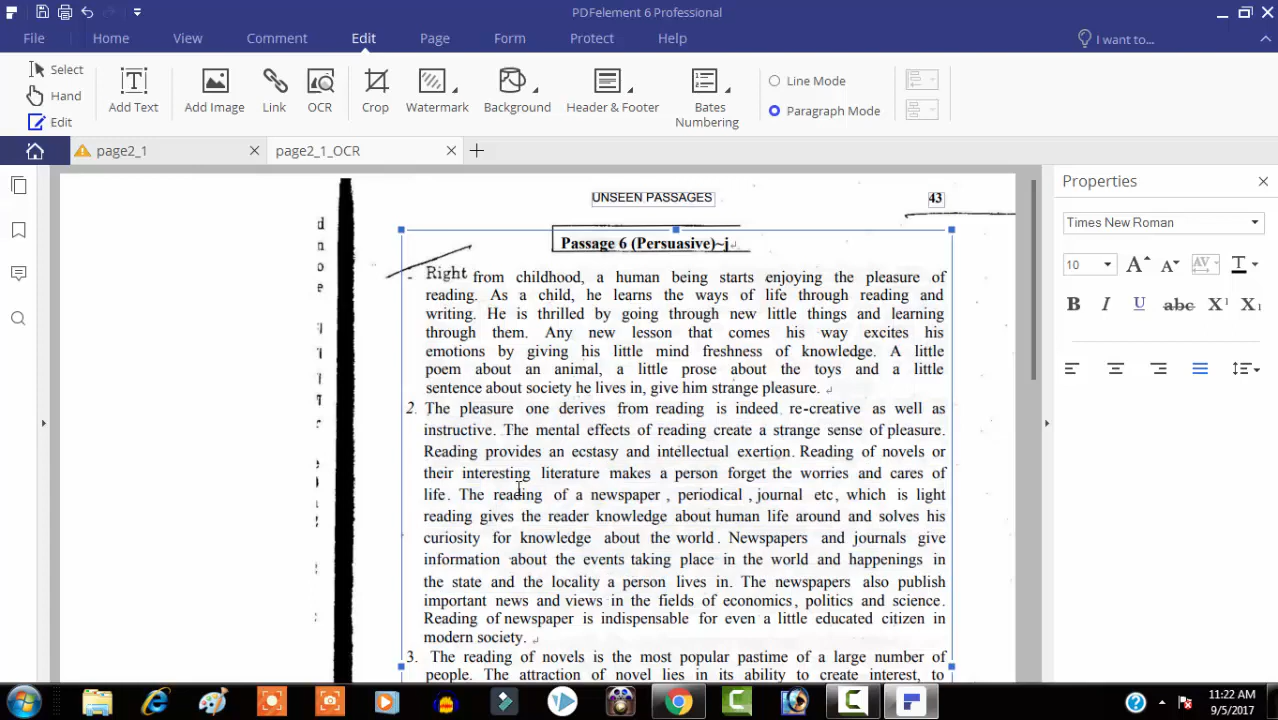 PDFelement 6 Professional
File Home View Comment Edit Page Form Protect Help I want to...
Select
Hand
Edit
Add Text Add Image Link OCR Crop Watermark Background Header & Footer Bates Numbering
Line Mode
Paragraph Mode
page2_1 page2_1_OCR
UNSEEN PASSAGES 43
Passage 6 (Persuasive)~j
- Right from childhood, a human being starts enjoying the pleasure of
reading. As a child, he learns the ways of life through reading and
writing. He is thrilled by going through new little things and learning
through them. Any new lesson that comes his way excites his
emotions by giving his little mind freshness of knowledge. A little
poem about an animal, a little prose about the toys and a little
sentence about society he lives in, give him strange pleasure.
2. The pleasure one derives from reading is indeed re-creative as well as
instructive. The mental effects of reading create a strange sense of pleasure.
Reading provides an ecstasy and intellectual exertion. Reading of novels or
their interesting literature makes a person forget the worries and cares of
life. The reading of a newspaper , periodical , journal etc, which is light
reading gives the reader knowledge about human life around and solves his
curiosity for knowledge about the world. Newspapers and journals give
information about the events taking place in the world and happenings in
the state and the locality a person lives in. The newspapers also publish
important news and views in the fields of economics, politics and science.
Reading of newspaper is indispensable for even a little educated citizen in
modern society.
3. The reading of novels is the most popular pastime of a large number of
people. The attraction of novel lies in its ability to create interest, to
Properties
Times New Roman
10 A A AV T
B I U abc X¹ X₁
11:22 AM
9/5/2017